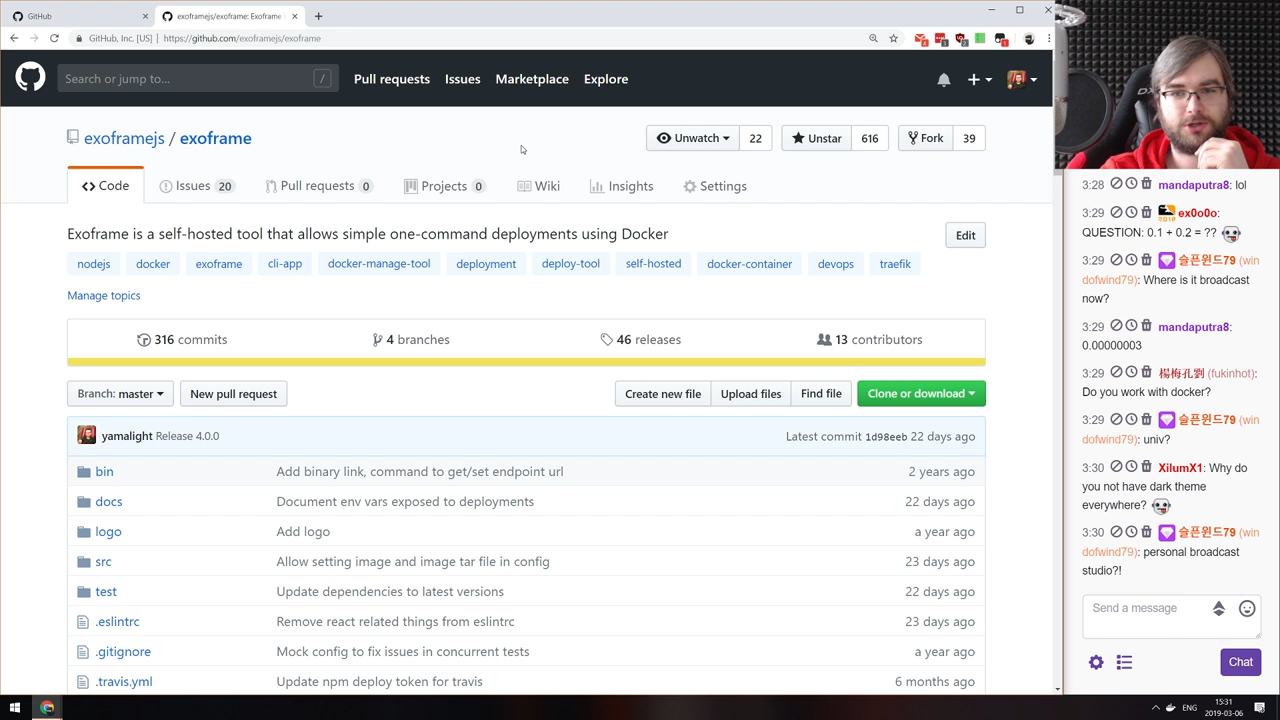 GitHub
exoframejs/exoframe: Exoframe
GitHub, Inc. [US] | https://github.com/exoframejs/exoframe
Search or jump to...
/
Pull requests
Issues
Marketplace
Explore
exoframejs / exoframe
Unwatch 22
Unstar 616
Fork 39
Code
Issues 20
Pull requests 0
Projects 0
Wiki
Insights
Settings
Exoframe is a self-hosted tool that allows simple one-command deployments using Docker
Edit
nodejs docker exoframe cli-app docker-manage-tool deployment deploy-tool self-hosted docker-container devops traefik
Manage topics
316 commits
4 branches
46 releases
13 contributors
Branch: master
New pull request
Create new file
Upload files
Find file
Clone or download
yamalight Release 4.0.0
Latest commit 1d98eeb 22 days ago
bin Add binary link, command to get/set endpoint url 2 years ago
docs Document env vars exposed to deployments 22 days ago
logo Add logo a year ago
src Allow setting image and image tar file in config 23 days ago
test Update dependencies to latest versions 22 days ago
.eslintrc Remove react related things from eslintrc 23 days ago
.gitignore Mock config to fix issues in concurrent tests a year ago
.travis.yml Update npm deploy token for travis 6 months ago
3:28 mandaputra8: lol
3:29 ex0o0o:
QUESTION: 0.1 + 0.2 = ??
3:29 슬픈윈드79 (win
dofwind79): Where is it broadcast
now?
3:29 mandaputra8:
0.00000003
3:29 楊梅孔劉 (fukinhot):
Do you work with docker?
3:29 슬픈윈드79 (win
dofwind79): univ?
3:30 XilumX1: Why do
you not have dark theme
everywhere?
3:30 슬픈윈드79 (win
dofwind79): personal broadcast
studio?!
Send a message
Chat
ENG
15:31
2019-03-06